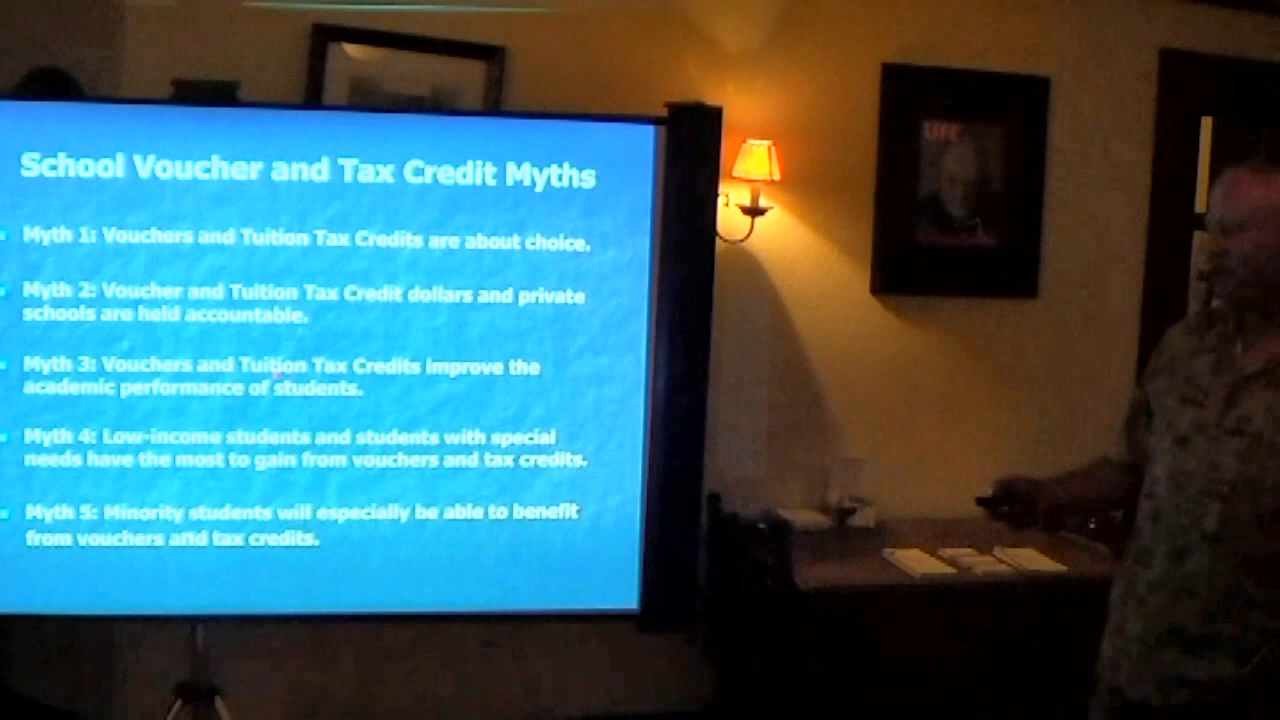 School Voucher and Tax Credit Myths
Myth 1: Vouchers and Tuition Tax Credits are about choice.
Myth 2: Voucher and Tuition Tax Credit dollars and private
schools are held accountable.
Myth 3: Vouchers and Tuition Tax Credits improve the
academic performance of students.
Myth 4: Low-income students and students with special
needs have the most to gain from vouchers and tax credits.
Myth 5: Minority students will especially be able to benefit
from vouchers and tax credits.